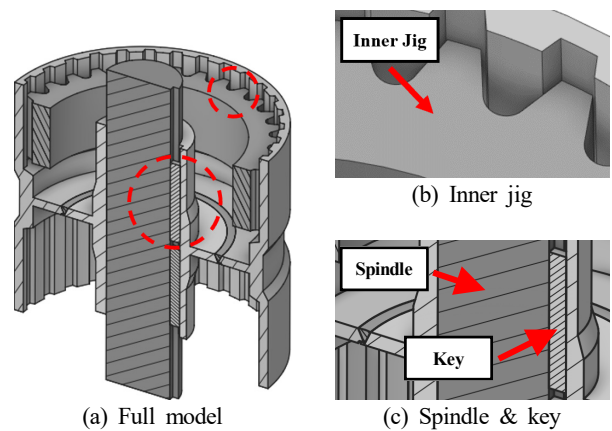 Inner Jig
(b) Inner jig
Spindle
Key
(a) Full model
(c) Spindle & key